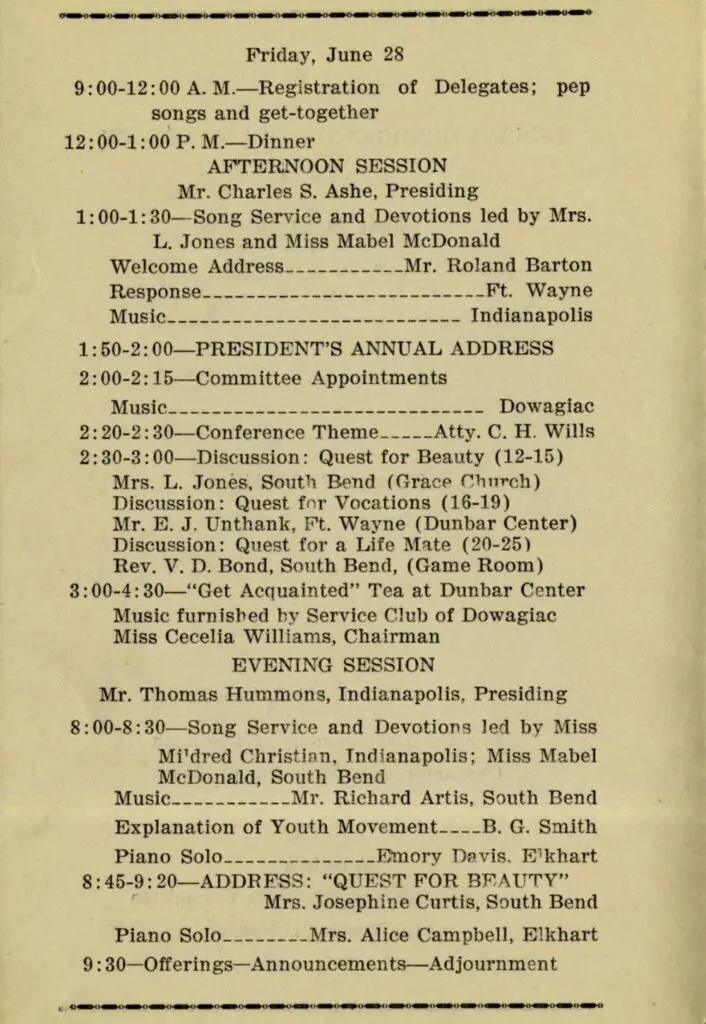 Friday, June 28
9:00-12:00 A. M.—Registration of Delegates; pep
songs and get-together
12:00-1:00 P. M.—Dinner
AFTERNOON SESSION
Mr. Charles S. Ashe, Presiding
1:00-1:30—Song Service and Devotions led by Mrs.
L. Jones and Miss Mabel McDonald
Welcome Address___________Mr. Roland Barton
Response__________________________Ft. Wayne
Music___________________________ Indianapolis
1:50-2:00—PRESIDENT'S ANNUAL ADDRESS
2:00-2:15—Committee Appointments
Music_____________________________ Dowagiac
2:20-2:30—Conference Theme_____Atty. C. H. Wills
2:30-3:00—Discussion: Quest for Beauty (12-15)
Mrs. L. Jones, South Bend (Grace Church)
Discussion: Quest for Vocations (16-19)
Mr. E. J. Unthank, Ft. Wayne (Dunbar Center)
Discussion: Quest for a Life Mate (20-25)
Rev. V. D. Bond, South Bend, (Game Room)
3:00-4:30—“Get Acquainted” Tea at Dunbar Center
Music furnished by Service Club of Dowagiac
Miss Cecelia Williams, Chairman
EVENING SESSION
Mr. Thomas Hummons, Indianapolis, Presiding
8:00-8:30—Song Service and Devotions led by Miss
Mildred Christian, Indianapolis; Miss Mabel
McDonald, South Bend
Music___________Mr. Richard Artis, South Bend
Explanation of Youth Movement____B. G. Smith
Piano Solo______________Emory Davis, Elkhart
8:45-9:20—ADDRESS: “QUEST FOR BEAUTY”
Mrs. Josephine Curtis, South Bend
Piano Solo________Mrs. Alice Campbell, Elkhart
9:30—Offerings—Announcements—Adjournment